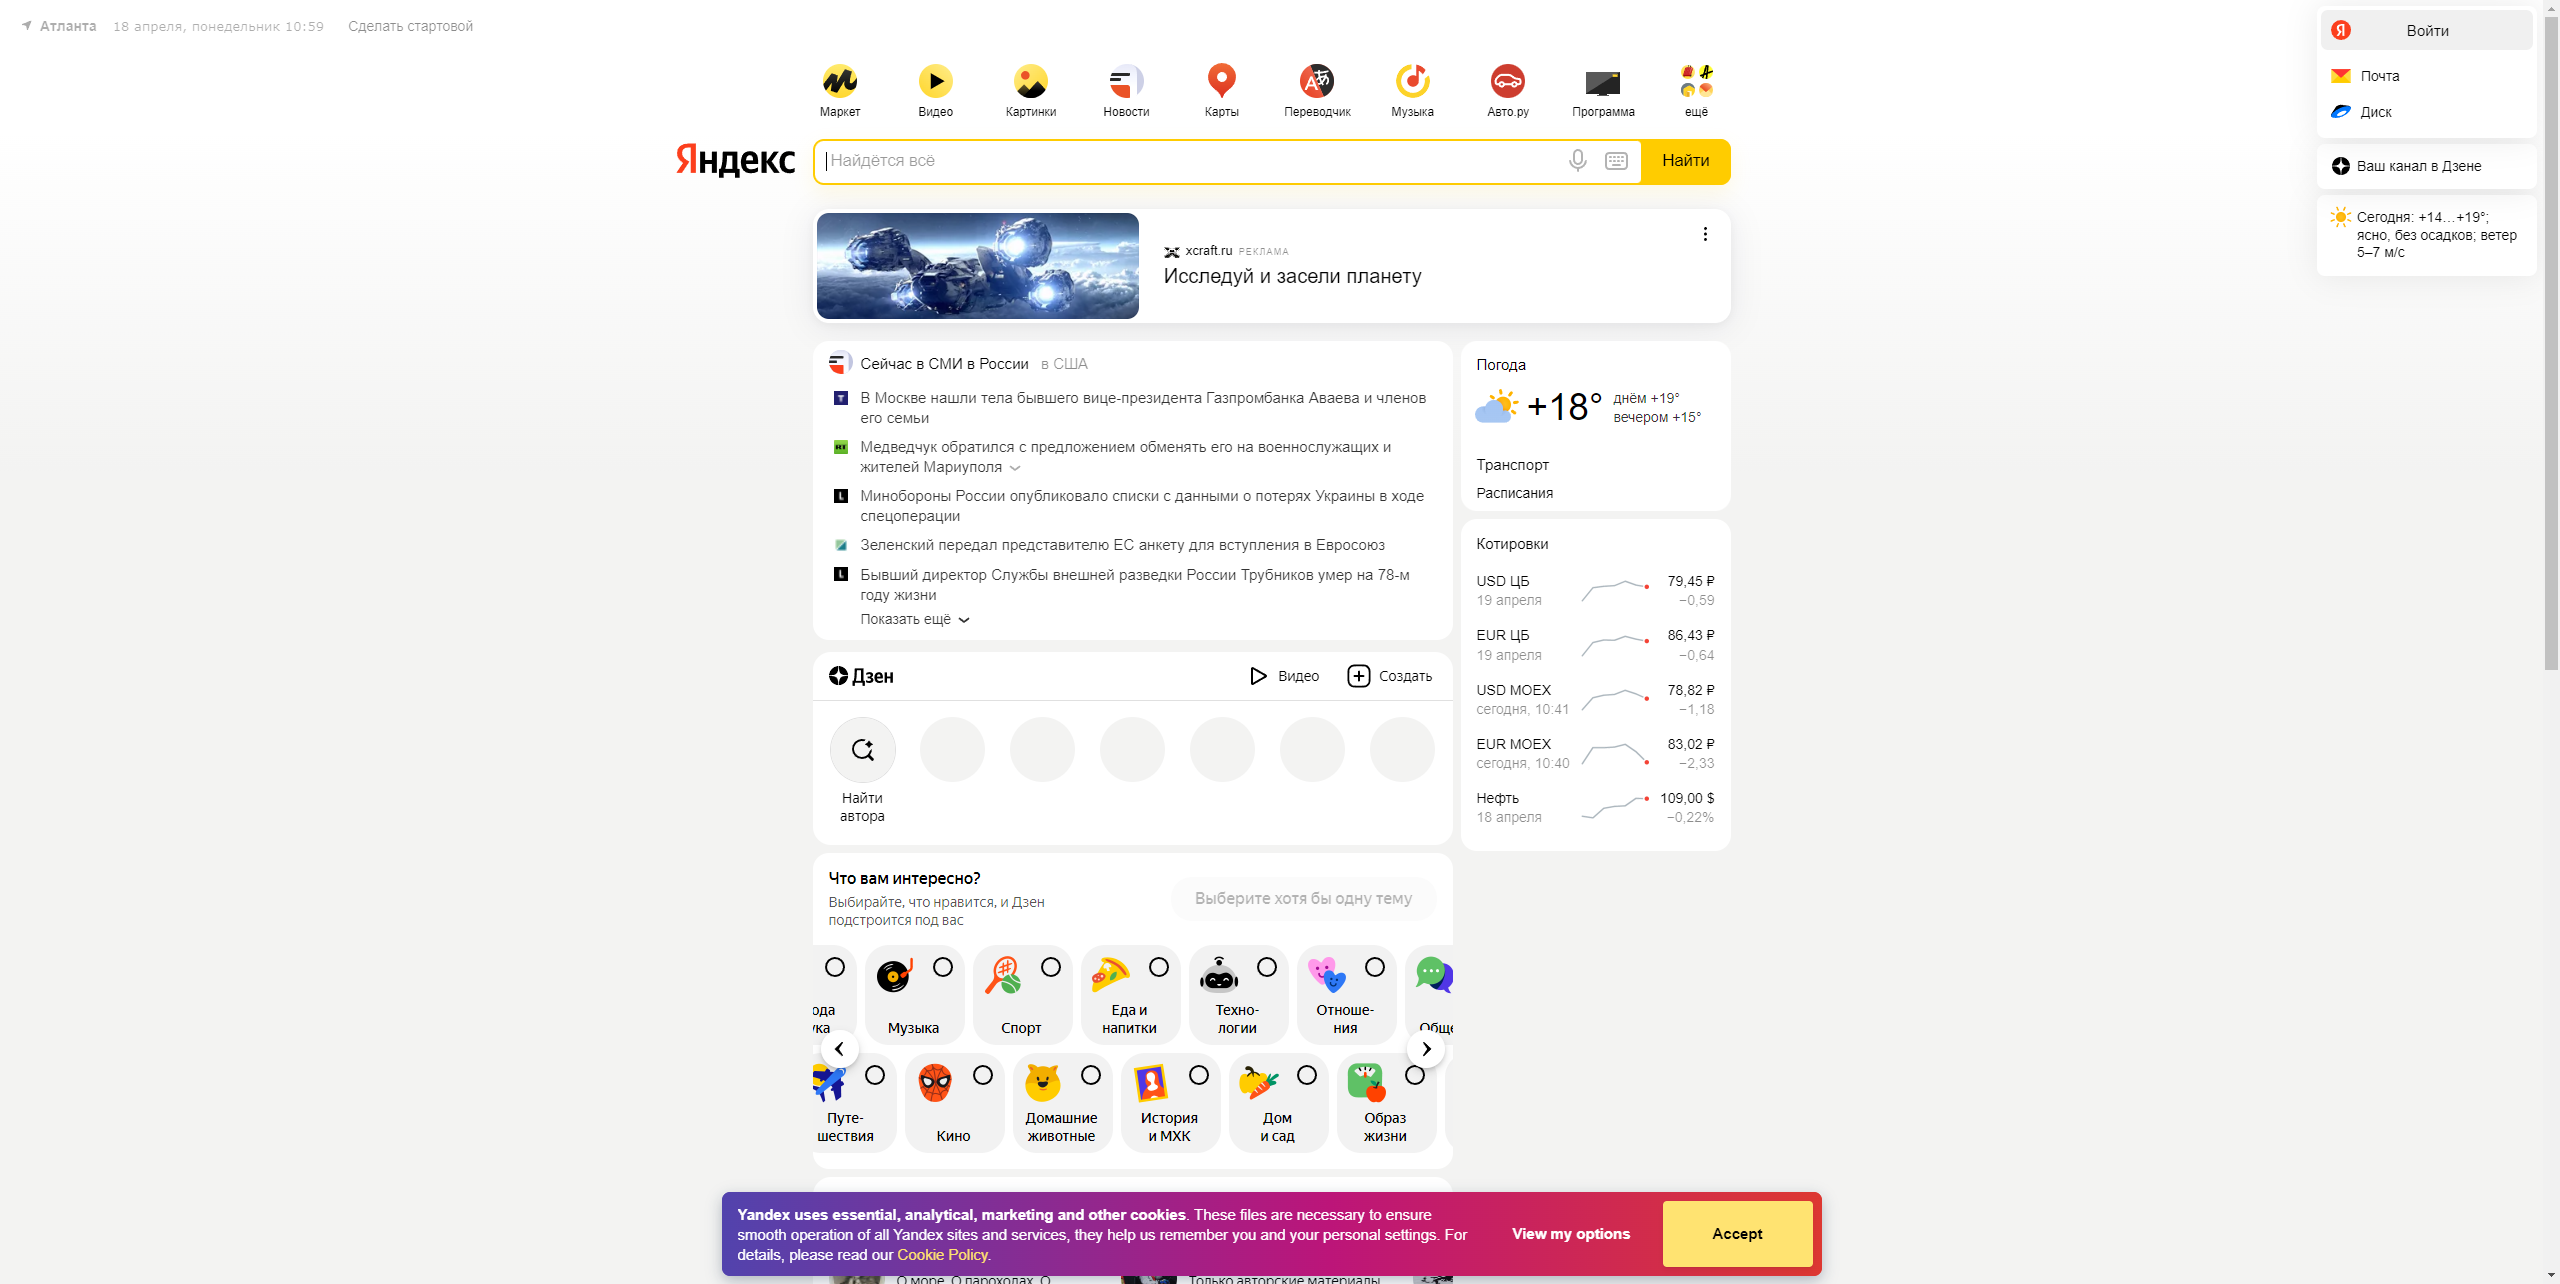 Атланта 18 апреля, понедельник 10:59 Сделать стартовой
Войти
Почта
Диск
Ваш канал в Дзене
Сегодня: +14…+19°;
ясно, без осадков; ветер
5–7 м/с
Маркет Видео Картинки Новости Карты Переводчик Музыка Авто.ру Программа ещё
Яндекс Найдётся всё Найти
xcraft.ru РЕКЛАМА
Исследуй и засели планету
Сейчас в СМИ в России в США
В Москве нашли тела бывшего вице-президента Газпромбанка Аваева и членов
его семьи
Медведчук обратился с предложением обменять его на военнослужащих и
жителей Мариуполя
Минобороны России опубликовало списки с данными о потерях Украины в ходе
спецоперации
Зеленский передал представителю ЕС анкету для вступления в Евросоюз
Бывший директор Службы внешней разведки России Трубников умер на 78-м
году жизни
Показать ещё
Погода
+18° днём +19°
вечером +15°
Транспорт
Расписания
Котировки
USD ЦБ 79,45 ₽
19 апреля −0,59
EUR ЦБ 86,43 ₽
19 апреля −0,64
USD MOEX 78,82 ₽
сегодня, 10:41 −1,18
EUR MOEX 83,02 ₽
сегодня, 10:40 −2,33
Нефть 109,00 $
18 апреля −0,22%
Дзен Видео Создать
Найти
автора
Что вам интересно?
Выбирайте, что нравится, и Дзен
подстроится под вас
Выберите хотя бы одну тему
Музыка
Спорт
Еда и
напитки
Техно-
логии
Отноше-
ния
Путе-
шествия
Кино
Домашние
животные
История
и МХК
Дом
и сад
Образ
жизни
Yandex uses essential, analytical, marketing and other cookies. These files are necessary to ensure
smooth operation of all Yandex sites and services, they help us remember you and your personal settings. For
details, please read our Cookie Policy.
View my options
Accept
О море. О пароходах. О
Только авторские материалы